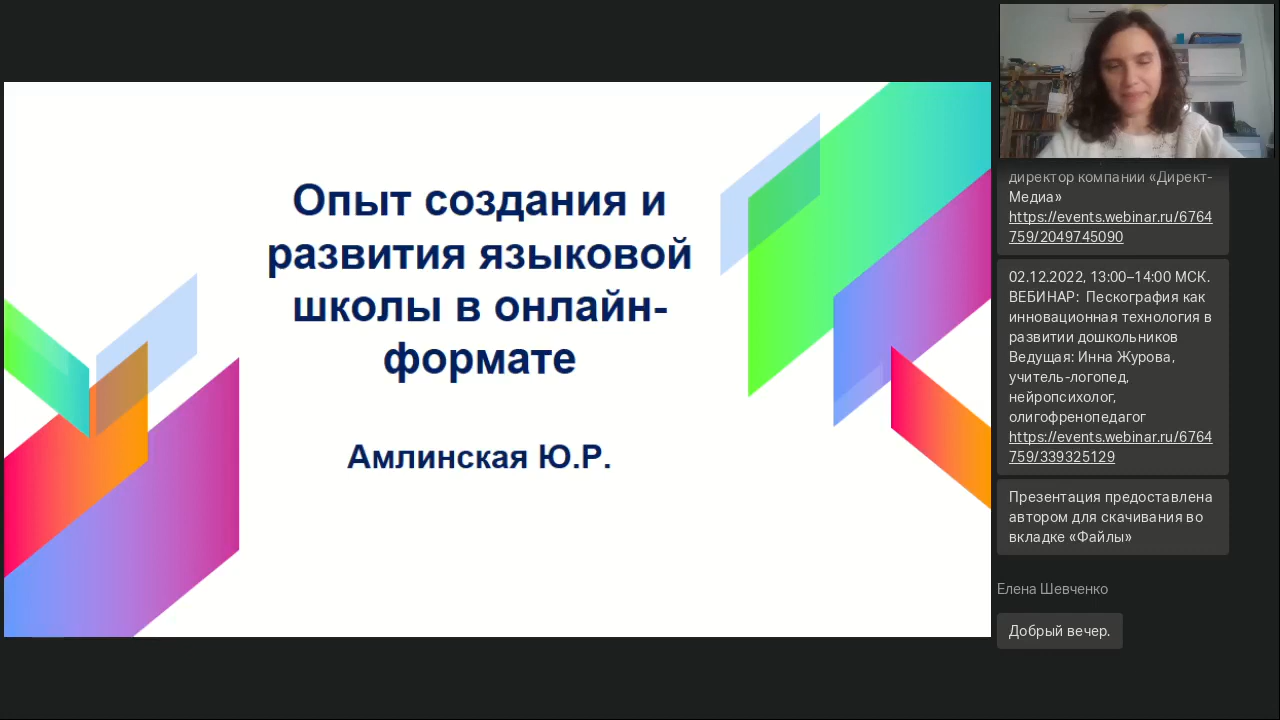 Опыт создания и
развития языковой
школы в онлайн-
формате
Амлинская Ю.Р.
директор компании «Директ-
Медиа»
https://events.webinar.ru/6764
759/2049745090
02.12.2022, 13:00–14:00 МСК.
ВЕБИНАР: Пескография как
инновационная технология в
развитии дошкольников
Ведущая: Инна Журова,
учитель-логопед,
нейропсихолог,
олигофренопедагог
https://events.webinar.ru/6764
759/339325129
Презентация предоставлена
автором для скачивания во
вкладке «Файлы»
Елена Шевченко
Добрый вечер.